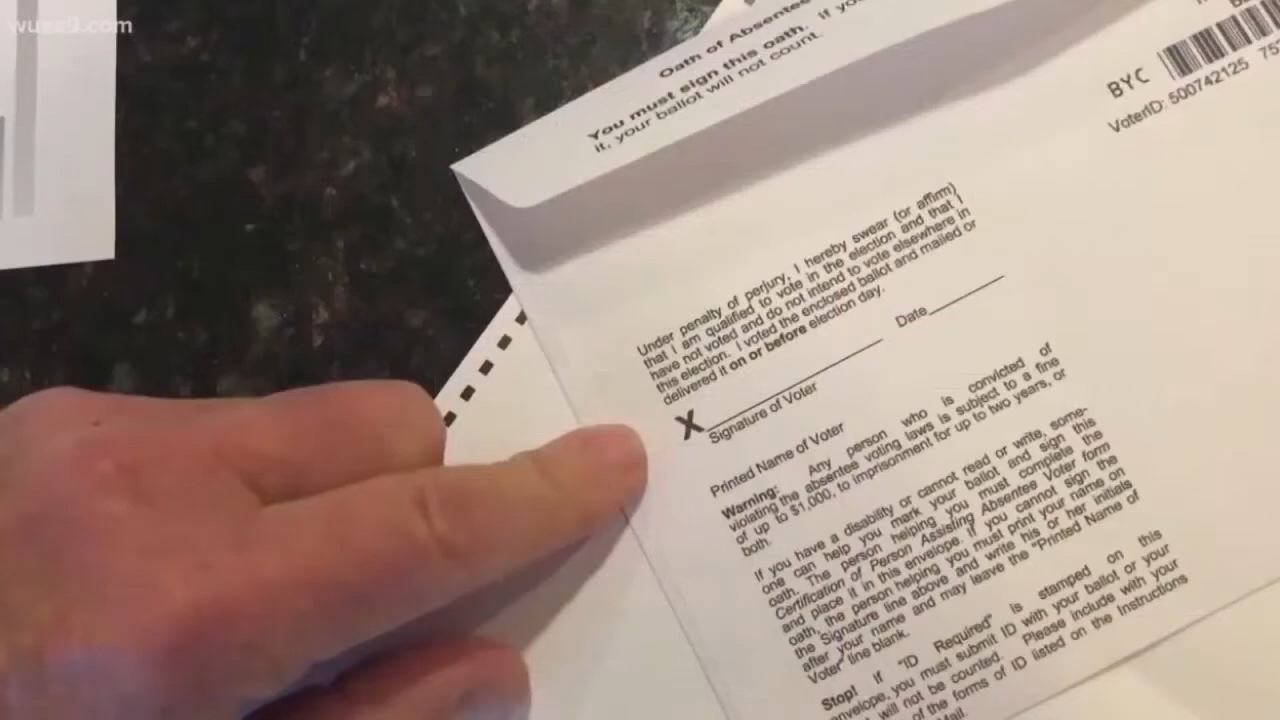 wusa9.com
Oath of Absentee
You must sign this oath. If you
it, your ballot will not count.
BYC
VoterID: 500742125
Under penalty of perjury, I hereby swear (or affirm)
that I am qualified to vote in the election and that I
have not voted and do not intend to vote elsewhere in
this election. I voted the enclosed ballot and mailed or
delivered it on or before election day.
X
Date
Signature of Voter
Printed Name of Voter
Warning: Any person who is convicted of
violating the absentee voting laws is subject to a fine
of up to $1,000, to imprisonment for up to two years, or
both.
If you have a disability or cannot read or write, some-
one can help you mark your ballot and sign this
oath. The person helping you must complete the
Certification of Person Assisting Absentee Voter form
and place it in this envelope. If you cannot sign the
oath, the person helping you must print your name on
the Signature line above and write his or her initials
after your name and may leave the "Printed Name of
Voter" line blank.
Stop! If "ID Required" is stamped on this
envelope, you must submit ID with your ballot or your
will not be counted. Please include with your
of the forms of ID listed on the Instructions
Mail.